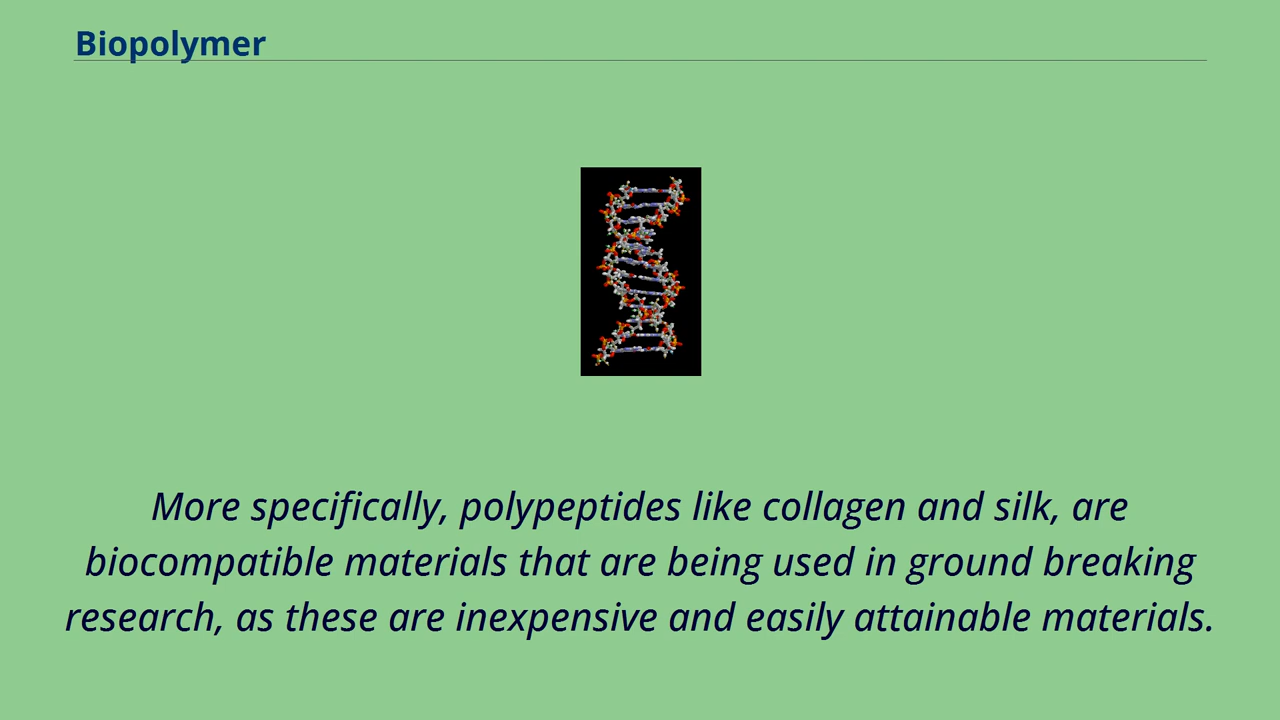 Biopolymer
More specifically, polypeptides like collagen and silk, are
biocompatible materials that are being used in ground breaking
research, as these are inexpensive and easily attainable materials.